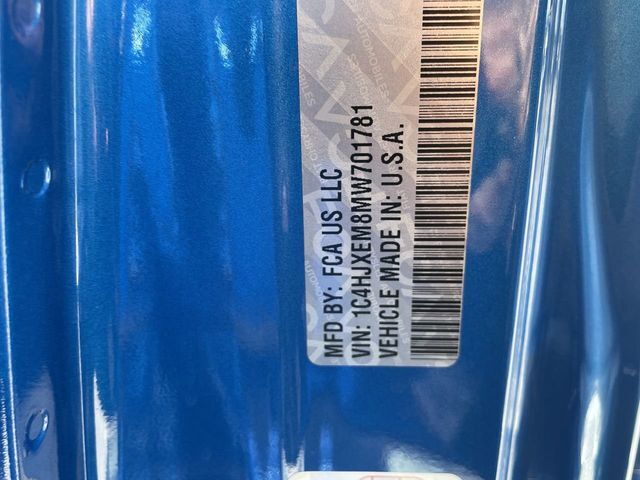 MFD BY: FCA US LLC
VIN: 1C4HJXEM8MW701781
VEHICLE MADE IN: U.S.A.